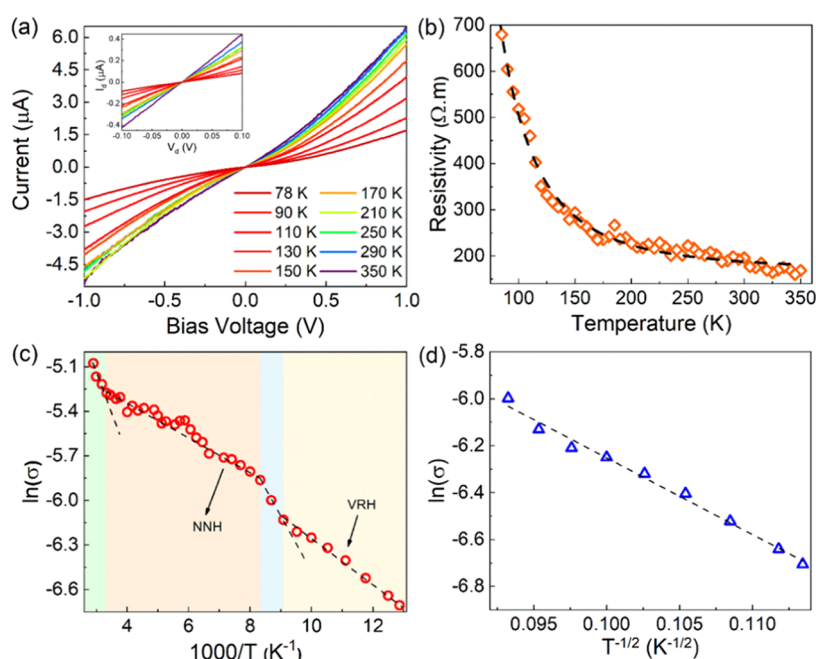 (a)
Current (µA)
6.0
4.5
3.0
1.5
0.0
-1.5
-3.0
-4.5
-1.0 -0.5 0.0 0.5 1.0
Bias Voltage (V)
I_d (µA)
0.4
0.2
0.0
-0.2
-0.4
-0.10 -0.05 0.00 0.05 0.10
V_d (V)
78 K 170 K
90 K 210 K
110 K 250 K
130 K 290 K
150 K 350 K
(b)
Resistivity (Ω.m)
700
600
500
400
300
200
100 150 200 250 300 350
Temperature (K)
(c)
ln(σ)
-5.1
-5.4
-5.7
-6.0
-6.3
-6.6
NNH
VRH
4 6 8 10 12
1000/T (K⁻¹)
(d)
ln(σ)
-5.8
-6.0
-6.2
-6.4
-6.6
-6.8
0.095 0.100 0.105 0.110
T⁻¹/² (K⁻¹/²)